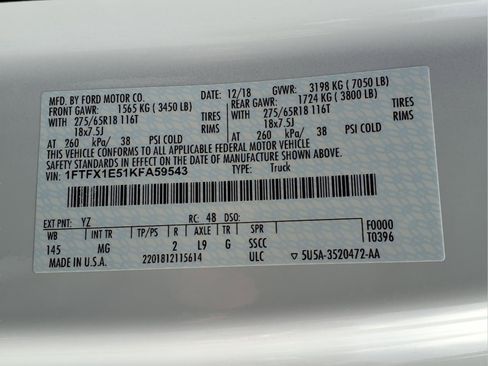 MFD. BY FORD MOTOR CO. DATE: 12/18 GVWR: 3198 KG (7050 LB)
FRONT GAWR: 1565 KG (3450 LB) REAR GAWR: 1724 KG (3800 LB)
WITH 275/65R18 116T TIRES WITH 275/65R18 116T TIRES
18x7.5J RIMS 18x7.5J RIMS
AT 260 kPa/ 38 PSI COLD AT 260 kPa/ 38 PSI COLD
THIS VEHICLE CONFORMS TO ALL APPLICABLE FEDERAL MOTOR VEHICLE
SAFETY STANDARDS IN EFFECT ON THE DATE OF MANUFACTURE SHOWN ABOVE.
VIN: 1FTFX1E51KFA59543 TYPE: Truck
EXT PNT: YZ RC: 48 DSO: F0000
WB INT TR TP/PS R AXLE TR SPR T0396
145 MG 2 L9 G SSCC
MADE IN U.S.A. 2201812115614 ULC ▽ 5U5A-3520472-AA